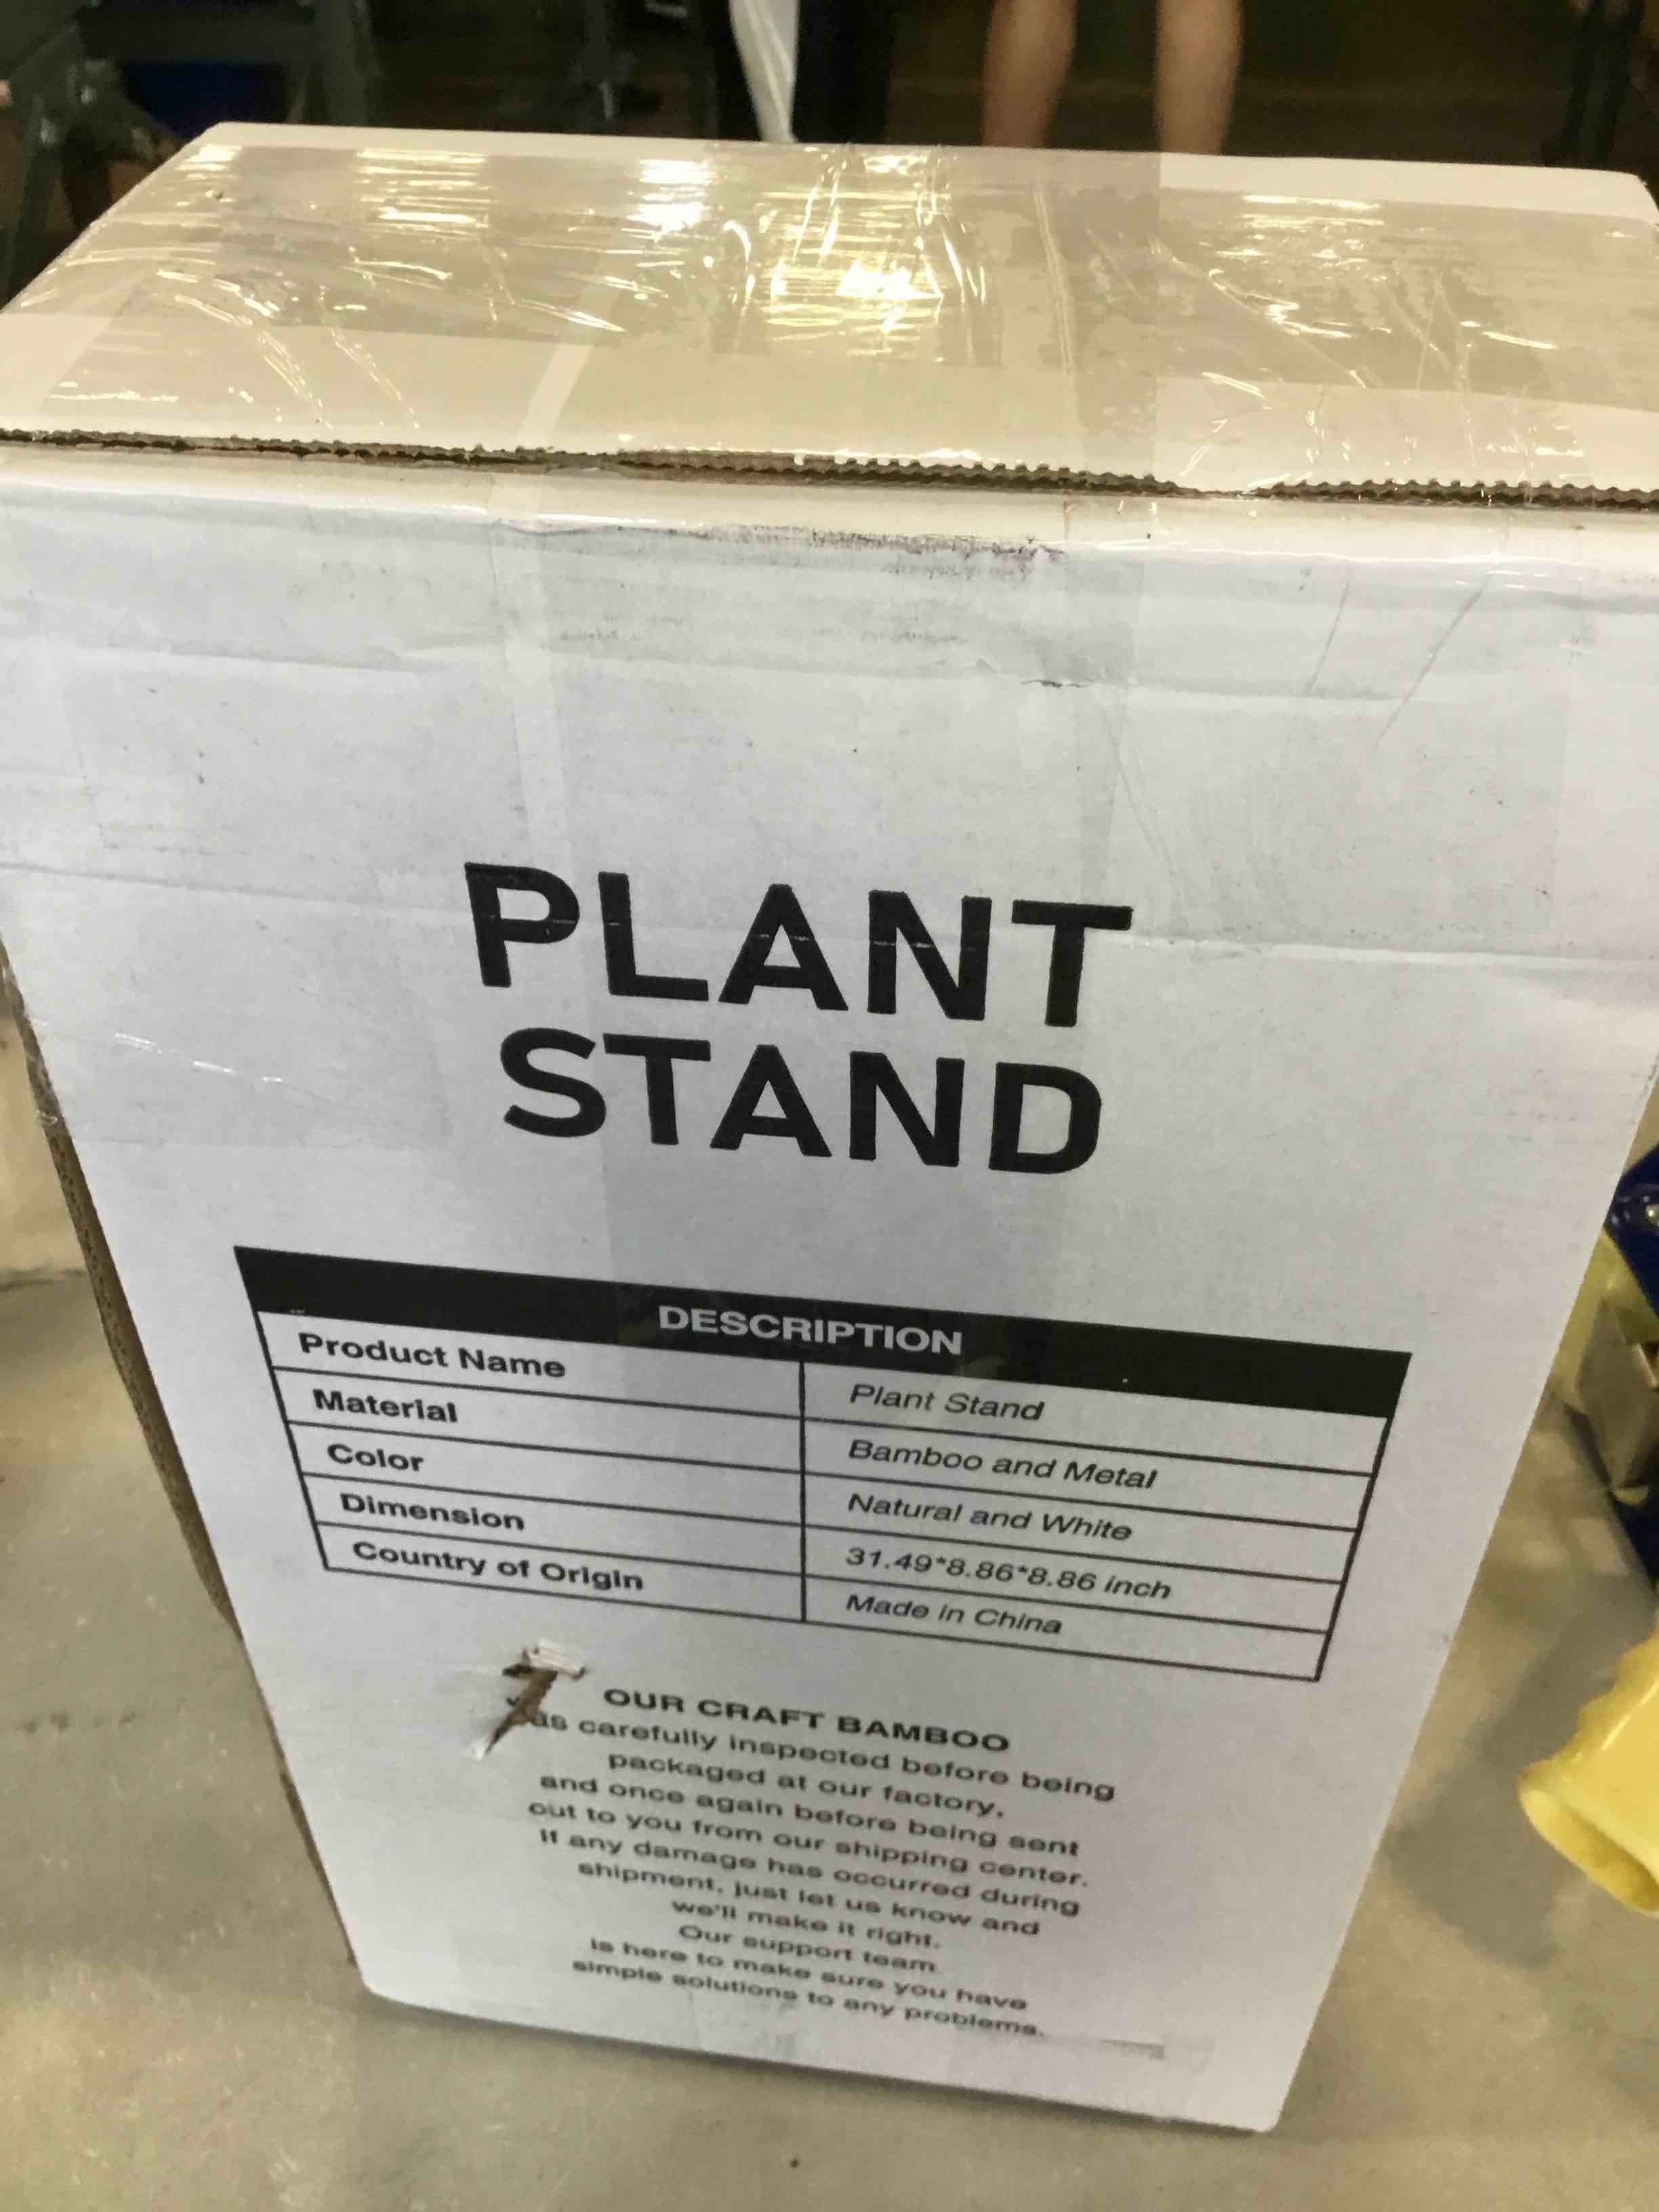 PLANT
STAND
DESCRIPTION
Product Name Plant Stand
Material Bamboo and Metal
Color Natural and White
Dimension 31.49*8.86*8.86 inch
Country of Origin Made in China
OUR CRAFT BAMBOO
carefully inspected before being
packaged at our factory,
and once again before being sent
out to you from our shipping center.
If any damage has occurred during
shipment, just let us know and
we'll make it right.
Our support team
is here to make sure you have
simple solutions to any problems.